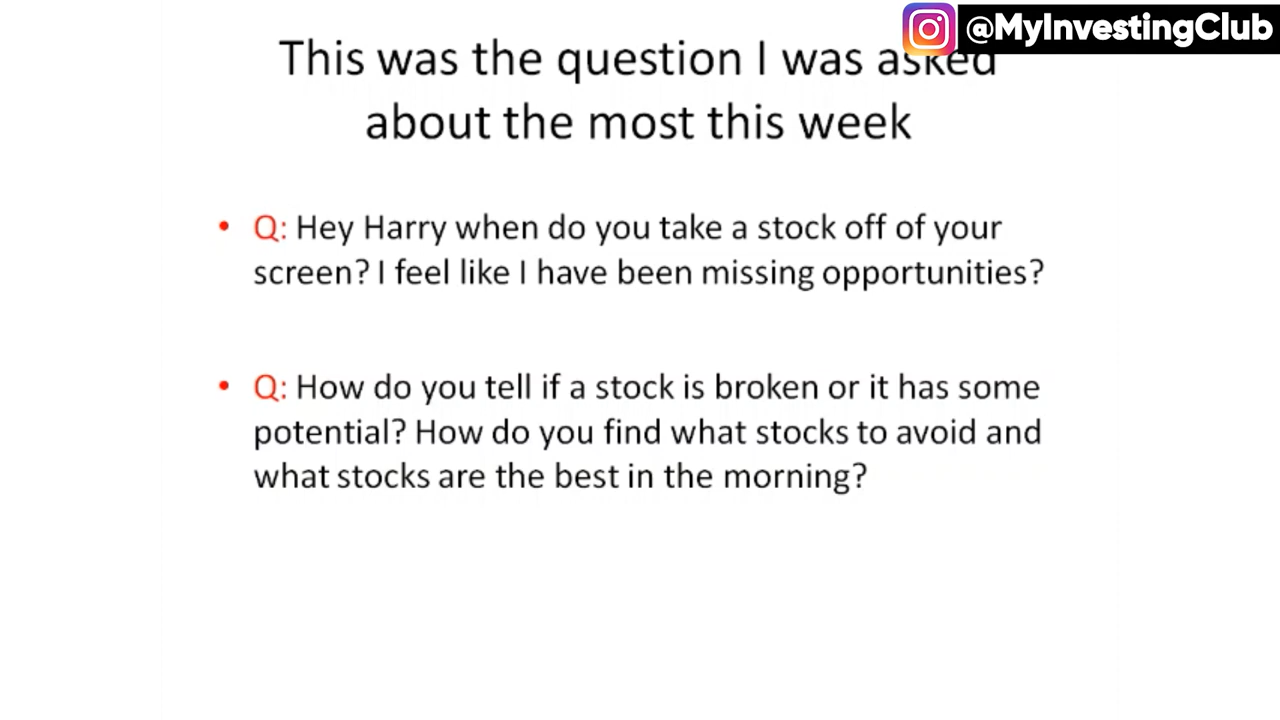 @MyInvestingClub
This was the question I was asked
about the most this week
• Q: Hey Harry when do you take a stock off of your
screen? I feel like I have been missing opportunities?
• Q: How do you tell if a stock is broken or it has some
potential? How do you find what stocks to avoid and
what stocks are the best in the morning?